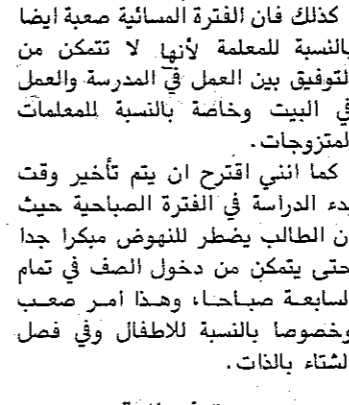 كذلك فان الفترة المسائية صعبة ايضا
بالنسبة للمعلمة لأنها لا تتمكن من
لتوفيق بين العمل في المدرسة والعمل
في البيت وخاصة بالنسبة للمعلمات
لمتزوجات.
كما انني اقترح ان يتم تأخير وقت
بدء الدراسة في الفترة الصباحية حيث
ن الطالب يضطر للنهوض مبكرا جدا
حتى يتمكن من دخول الصف في تمام
لسابعة صباحا، وهذا امر صعب
وخصوصا بالنسبة للاطفال وفي فصل
لشتاء بالذات.